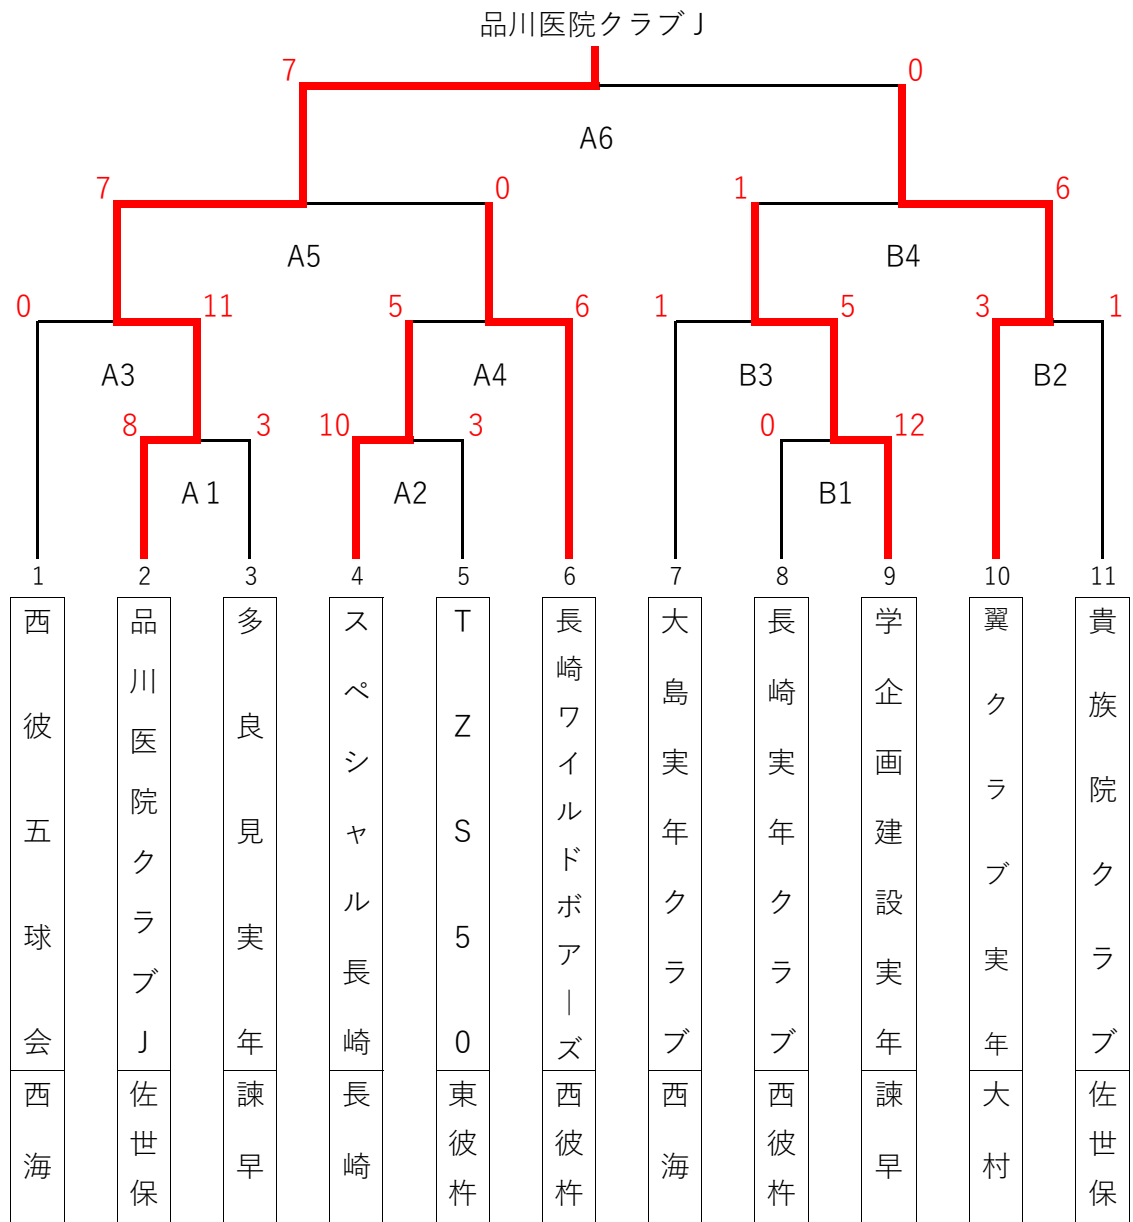 品川医院クラブJ
7
0
A6
7
0
1
6
A5
B4
0
11
5
6
1
5
3
1
A3
A4
B3
B2
8
3
10
3
0
12
A1
A2
B1
1
2
3
4
5
6
7
8
9
10
11
西彼五球会
品川医院クラブJ
多良見実年
スペシャル長崎
TZS50
長崎ワイルドボアーズ
大島実年クラブ
長崎実年クラブ
学企画建設実年
翼クラブ実年
貴族院クラブ
西海
佐世保
諫早
長崎
東彼杵
西彼杵
西海
西彼杵
諫早
大村
佐世保